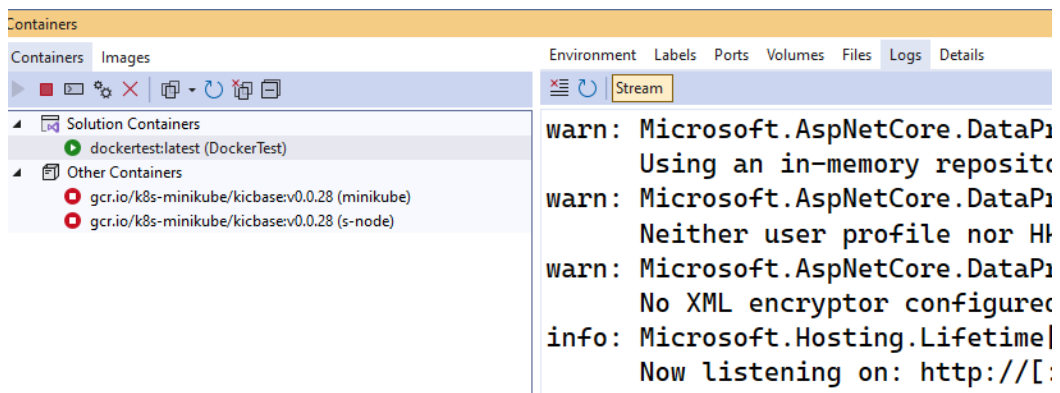 Containers
Containers Images
Environment Labels Ports Volumes Files Logs Details
Stream
Solution Containers
dockertest:latest (DockerTest)
Other Containers
gcr.io/k8s-minikube/kicbase:v0.0.28 (minikube)
gcr.io/k8s-minikube/kicbase:v0.0.28 (s-node)
warn: Microsoft.AspNetCore.DataPr
Using an in-memory reposito
warn: Microsoft.AspNetCore.DataPr
Neither user profile nor HK
warn: Microsoft.AspNetCore.DataPr
No XML encryptor configured
info: Microsoft.Hosting.Lifetime[
Now listening on: http://[: